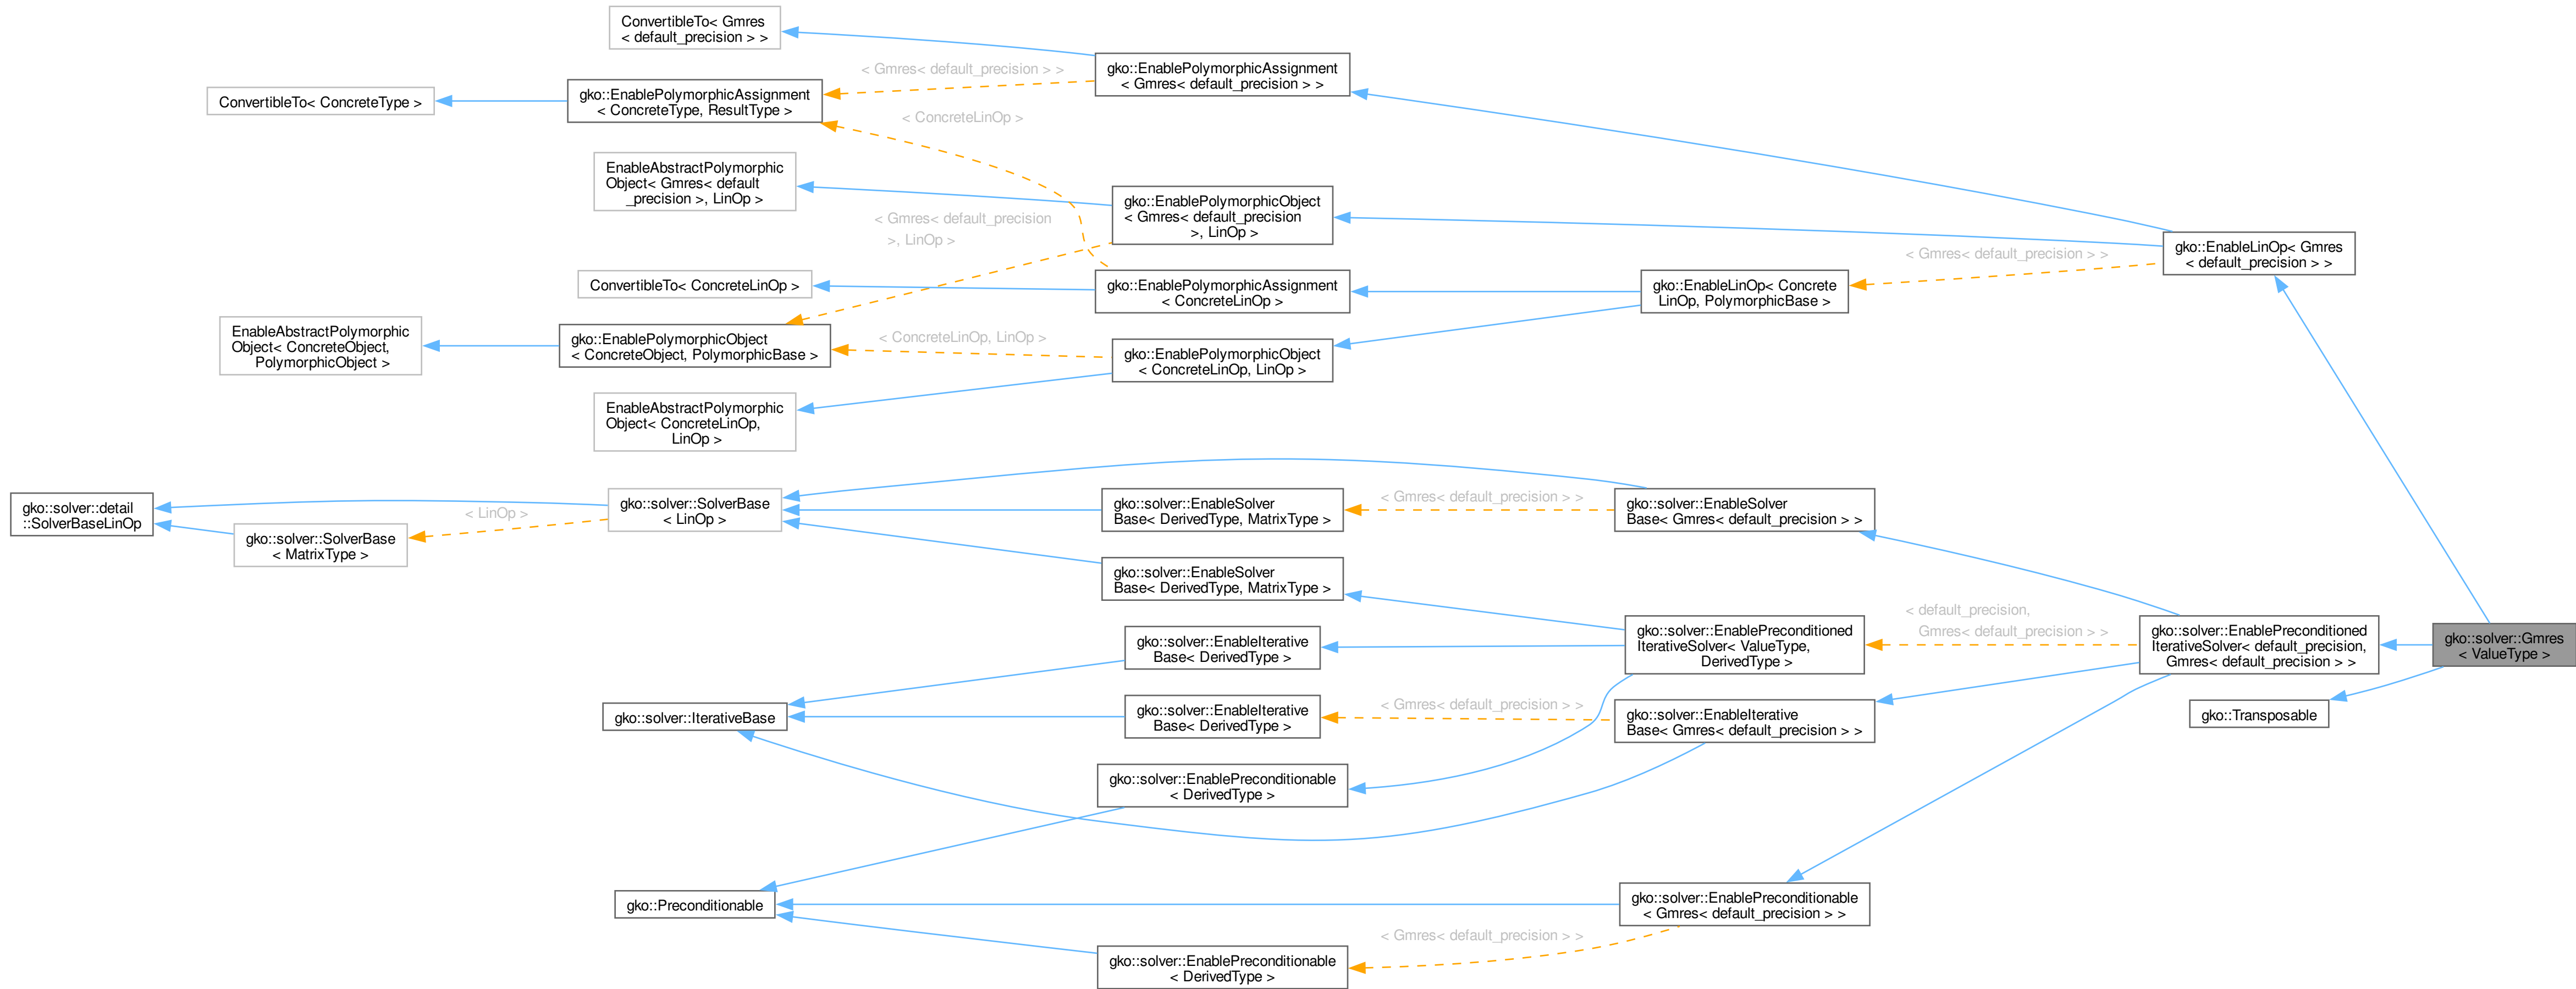 ConvertibleTo< Gmres
< default_precision > >
gko::EnablePolymorphicAssignment
< Gmres< default_precision > >
< Gmres< default_precision > >
ConvertibleTo< ConcreteType >
gko::EnablePolymorphicAssignment
< ConcreteType, ResultType >
< ConcreteLinOp >
EnableAbstractPolymorphic
Object< Gmres< default
_precision >, LinOp >
gko::EnablePolymorphicObject
< Gmres< default_precision
>, LinOp >
< Gmres< default_precision
>, LinOp >
gko::EnableLinOp< Gmres
< default_precision > >
< Gmres< default_precision > >
ConvertibleTo< ConcreteLinOp >
gko::EnablePolymorphicAssignment
< ConcreteLinOp >
gko::EnableLinOp< Concrete
LinOp, PolymorphicBase >
EnableAbstractPolymorphic
Object< ConcreteObject,
PolymorphicObject >
gko::EnablePolymorphicObject
< ConcreteObject, PolymorphicBase >
< ConcreteLinOp, LinOp >
gko::EnablePolymorphicObject
< ConcreteLinOp, LinOp >
EnableAbstractPolymorphic
Object< ConcreteLinOp,
LinOp >
gko::solver::detail
::SolverBaseLinOp
< LinOp >
gko::solver::SolverBase
< LinOp >
gko::solver::EnableSolver
Base< DerivedType, MatrixType >
< Gmres< default_precision > >
gko::solver::EnableSolver
Base< Gmres< default_precision > >
gko::solver::SolverBase
< MatrixType >
gko::solver::EnableSolver
Base< DerivedType, MatrixType >
gko::solver::EnableIterative
Base< DerivedType >
gko::solver::EnablePreconditioned
IterativeSolver< ValueType,
DerivedType >
< default_precision,
Gmres< default_precision > >
gko::solver::EnablePreconditioned
IterativeSolver< default_precision,
Gmres< default_precision > >
gko::solver::Gmres
< ValueType >
gko::solver::IterativeBase
gko::solver::EnableIterative
Base< DerivedType >
< Gmres< default_precision > >
gko::solver::EnableIterative
Base< Gmres< default_precision > >
gko::Transposable
gko::solver::EnablePreconditionable
< DerivedType >
gko::Preconditionable
gko::solver::EnablePreconditionable
< Gmres< default_precision > >
< Gmres< default_precision > >
gko::solver::EnablePreconditionable
< DerivedType >